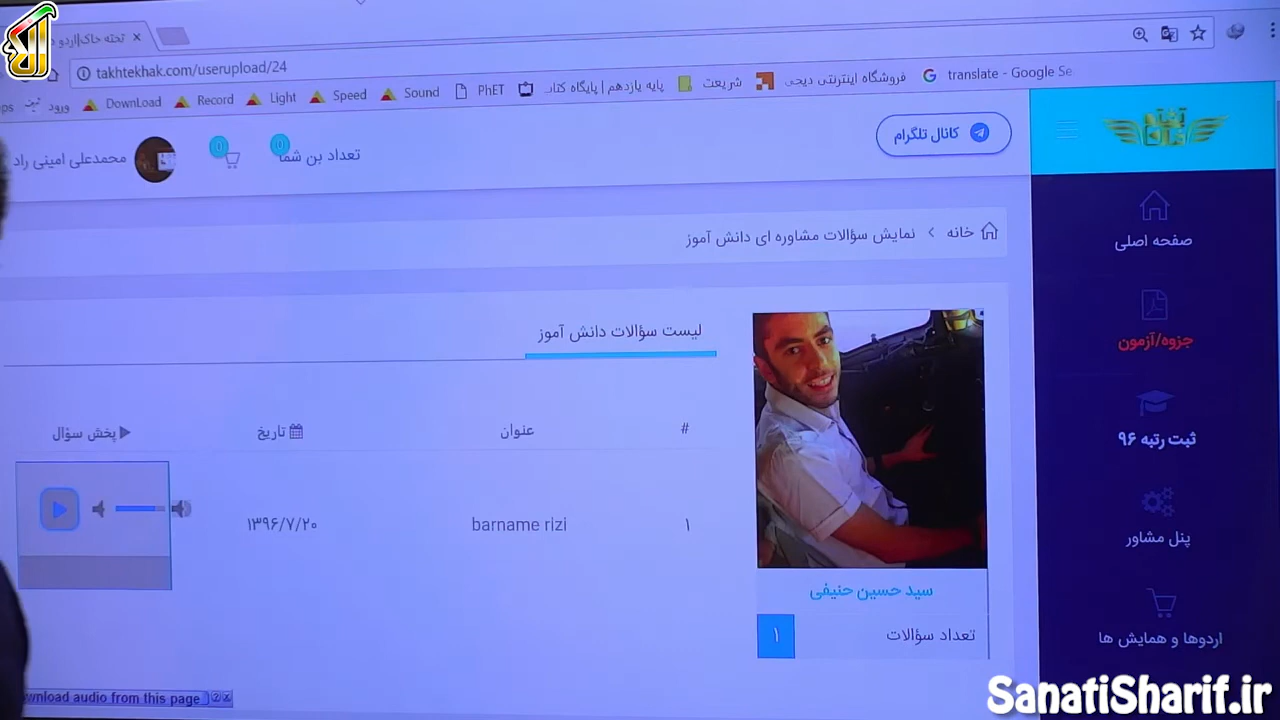 تخته خاک|اردو د
takhtekhak.com/userupload/24
ورود
Download
Record
Light
Speed
Sound
PhET
پایه یازدهم | پایگاه کتاب
شریعت
فروشگاه اینترنتی دیجی
translate - Google Se
محمدعلی امینی راد
تعداد بن شما
کانال تلگرام
تخته خاک
خانه > نمایش سؤالات مشاوره ای دانش آموز
صفحه اصلی
جزوه/آزمون
ثبت رتبه ۹۶
پنل مشاور
اردوها و همایش ها
لیست سؤالات دانش آموز
# عنوان تاریخ پخش سؤال
۱ barname rizi ۱۳۹۶/۷/۲۰
سید حسین حنیفی
تعداد سؤالات ۱
wnload audio from this page
SanatiSharif.ir